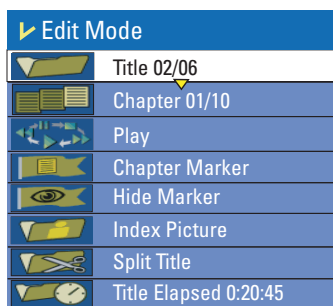 Edit Mode
Title 02/06
Chapter 01/10
Play
Chapter Marker
Hide Marker
Index Picture
Split Title
Title Elapsed 0:20:45